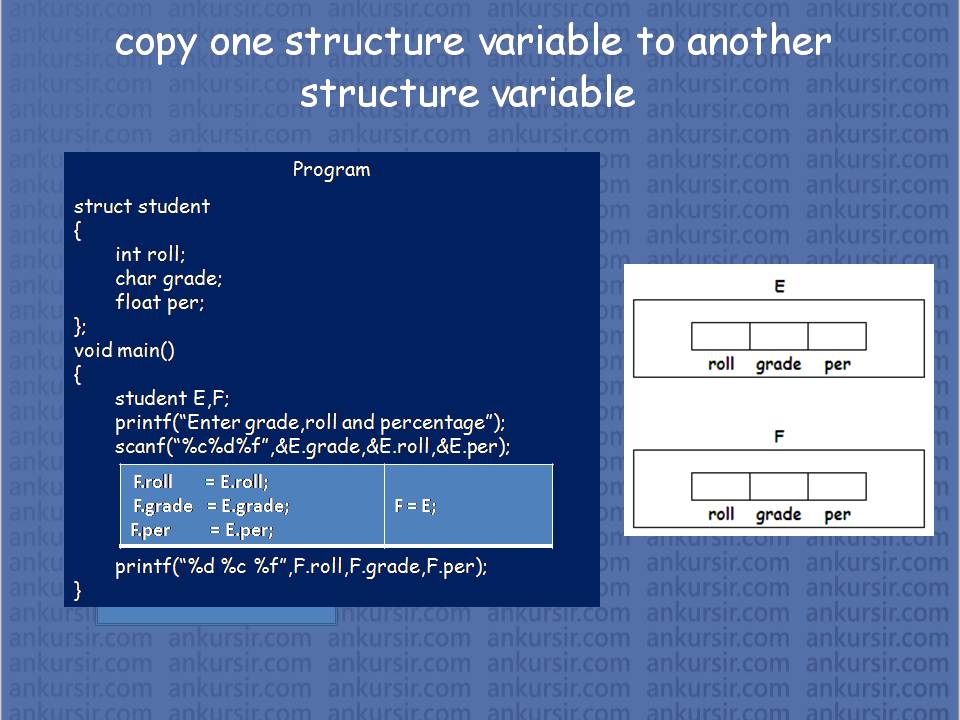 copy one structure variable to another
structure variable
Program
struct student
{
int roll;
char grade;
float per;
};
void main()
{
student E,F;
printf(“Enter grade,roll and percentage”);
scanf(“%c%d%f”,&E.grade,&E.roll,&E.per);
F.roll = E.roll;
F.grade = E.grade; F = E;
F.per = E.per;
printf(“%d %c %f”,F.roll,F.grade,F.per);
}
E
roll grade per
F
roll grade per
ankursir.com